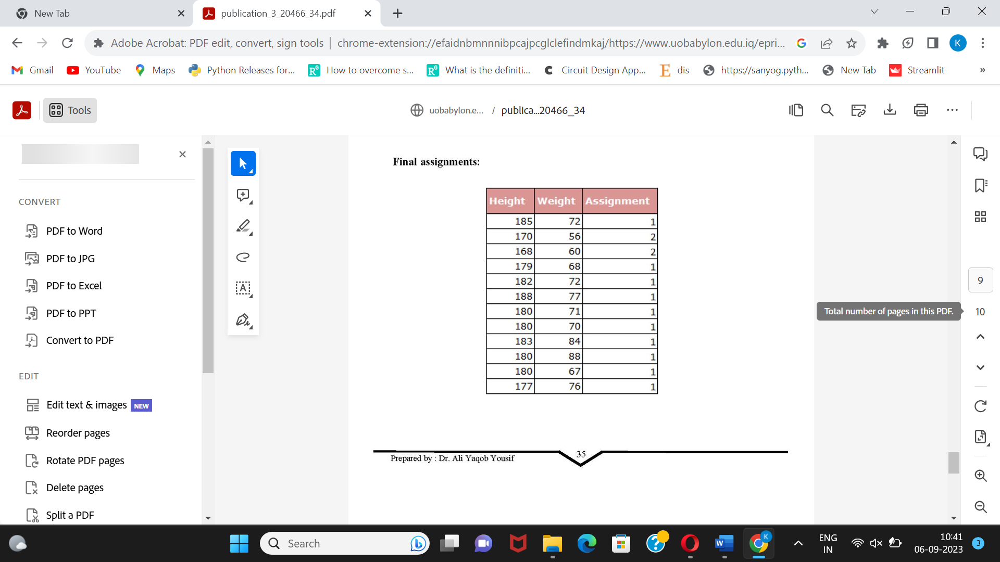 New Tab
publication_3_20466_34.pdf
Adobe Acrobat: PDF edit, convert, sign tools | chrome-extension://efaidnbmnnnibpcajpcglclefindmkaj/https://www.uobabylon.edu.iq/epri...
K
Gmail YouTube Maps Python Releases for... How to overcome s... What is the definiti... Circuit Design App... dis https://sanyog.pyth... New Tab Streamlit »
Tools
uobabylon.e... / publica...20466_34
CONVERT
PDF to Word
PDF to JPG
PDF to Excel
PDF to PPT
Convert to PDF
EDIT
Edit text & images NEW
Reorder pages
Rotate PDF pages
Delete pages
Split a PDF
Final assignments:
Height Weight Assignment
185 72 1
170 56 2
168 60 2
179 68 1
182 72 1
188 77 1
180 71 1
180 70 1
183 84 1
180 88 1
180 67 1
177 76 1
35
Prepared by : Dr. Ali Yaqob Yousif
9
Total number of pages in this PDF.
10
Search
ENG
IN
10:41
06-09-2023
3